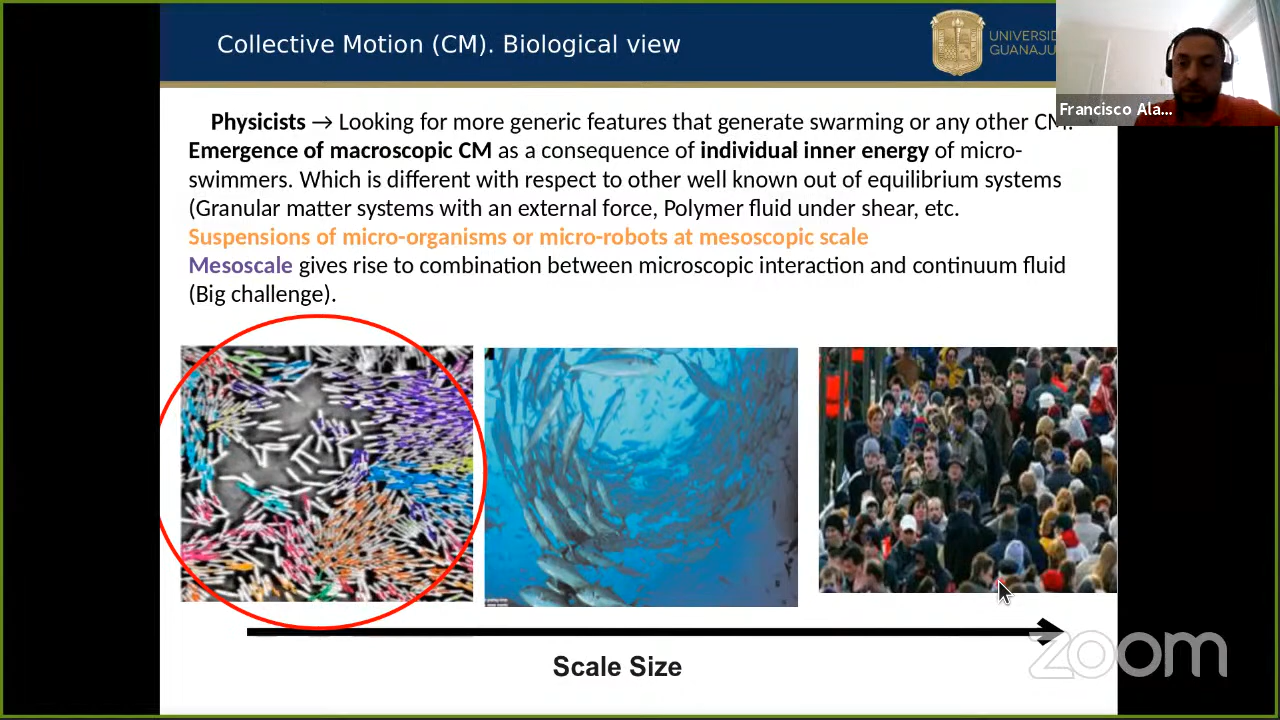 Collective Motion (CM). Biological view
UNIVERSID
GUANAJU
Francisco Ala...
Physicists → Looking for more generic features that generate swarming or any other CM.
Emergence of macroscopic CM as a consequence of individual inner energy of micro-
swimmers. Which is different with respect to other well known out of equilibrium systems
(Granular matter systems with an external force, Polymer fluid under shear, etc.
Suspensions of micro-organisms or micro-robots at mesoscopic scale
Mesoscale gives rise to combination between microscopic interaction and continuum fluid
(Big challenge).
Scale Size
zoom